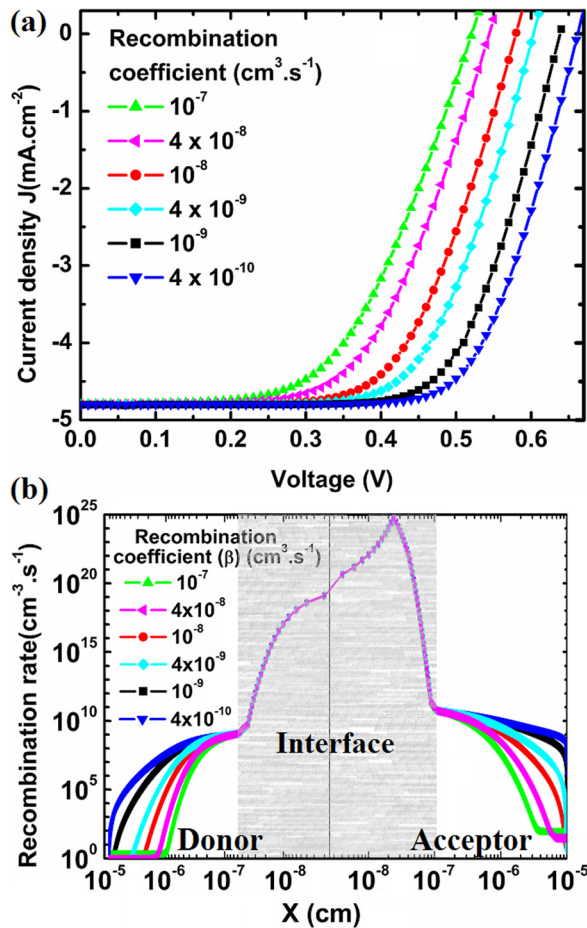 (a)
Recombination
coefficient (cm³.s⁻¹)
10⁻⁷
4 x 10⁻⁸
10⁻⁸
4 x 10⁻⁹
10⁻⁹
4 x 10⁻¹⁰
Current density J(mA.cm⁻²)
0
-1
-2
-3
-4
-5
0.0 0.1 0.2 0.3 0.4 0.5 0.6
Voltage (V)
(b)
Recombination
coefficient (β) (cm³.s⁻¹)
10⁻⁷
4x10⁻⁸
10⁻⁸
4x10⁻⁹
10⁻⁹
4x10⁻¹⁰
Recombination rate(cm⁻³.s⁻¹)
10²⁵
10²⁰
10¹⁵
10¹⁰
10⁵
10⁰
Interface
Donor Acceptor
10⁻⁵ 10⁻⁶ 10⁻⁷ 10⁻⁸ 10⁻⁸ 10⁻⁷ 10⁻⁶ 10⁻⁵
X (cm)